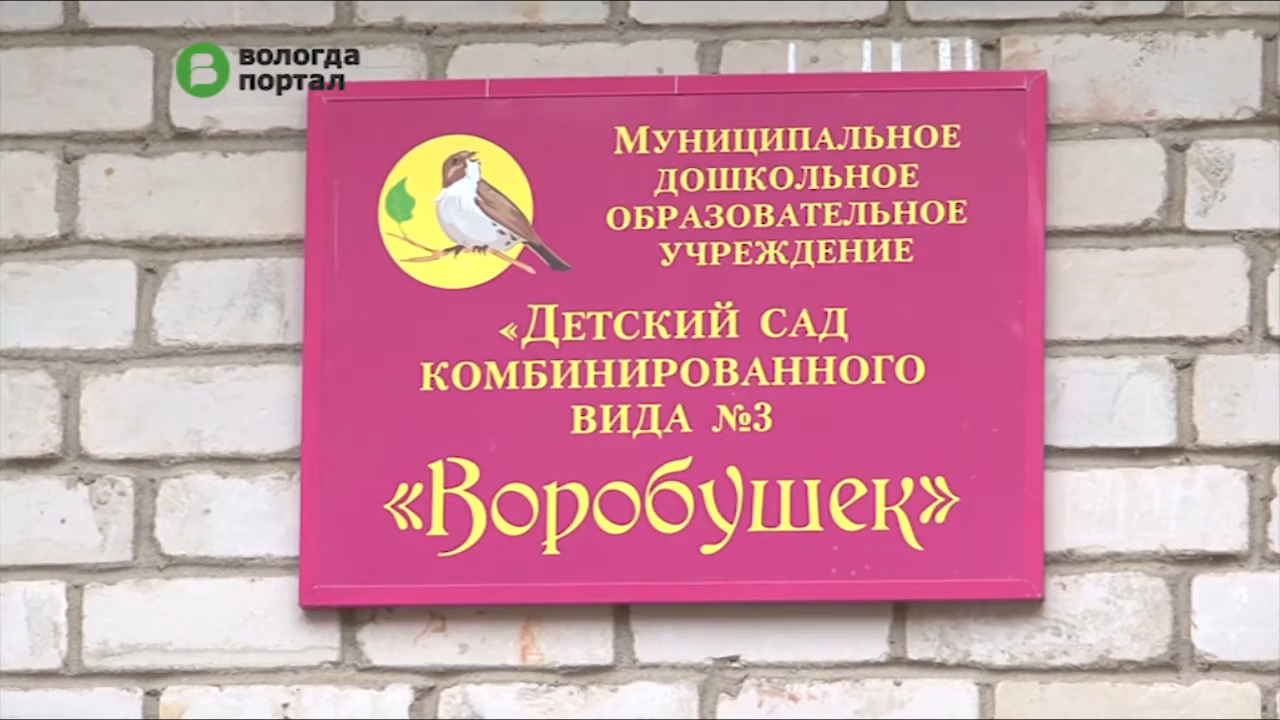 вологда
портал
Муниципальное
дошкольное
образовательное
учреждение
«Детский сад
комбинированного
вида №3
«Воробушек»